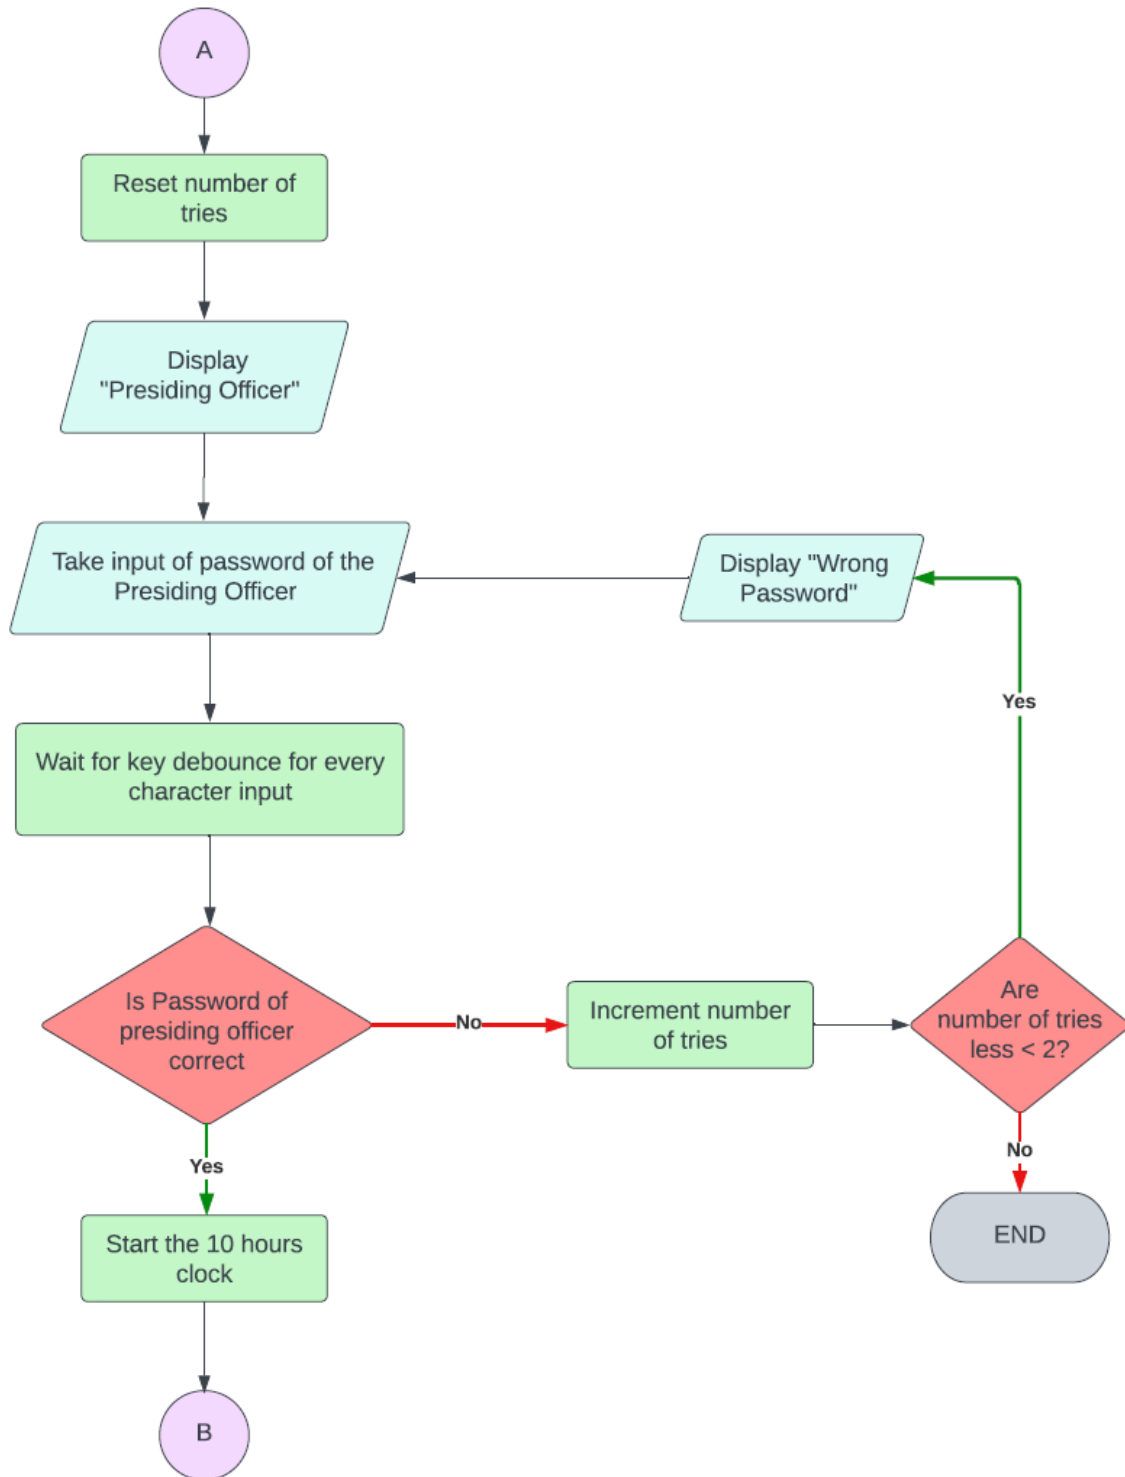 A
Reset number of
tries
Display
"Presiding Officer"
Take input of password of the
Presiding Officer
Display "Wrong
Password"
Yes
Wait for key debounce for every
character input
Is Password of
presiding officer
correct
No
Increment number
of tries
Are
number of tries
less < 2?
Yes
No
Start the 10 hours
clock
END
B